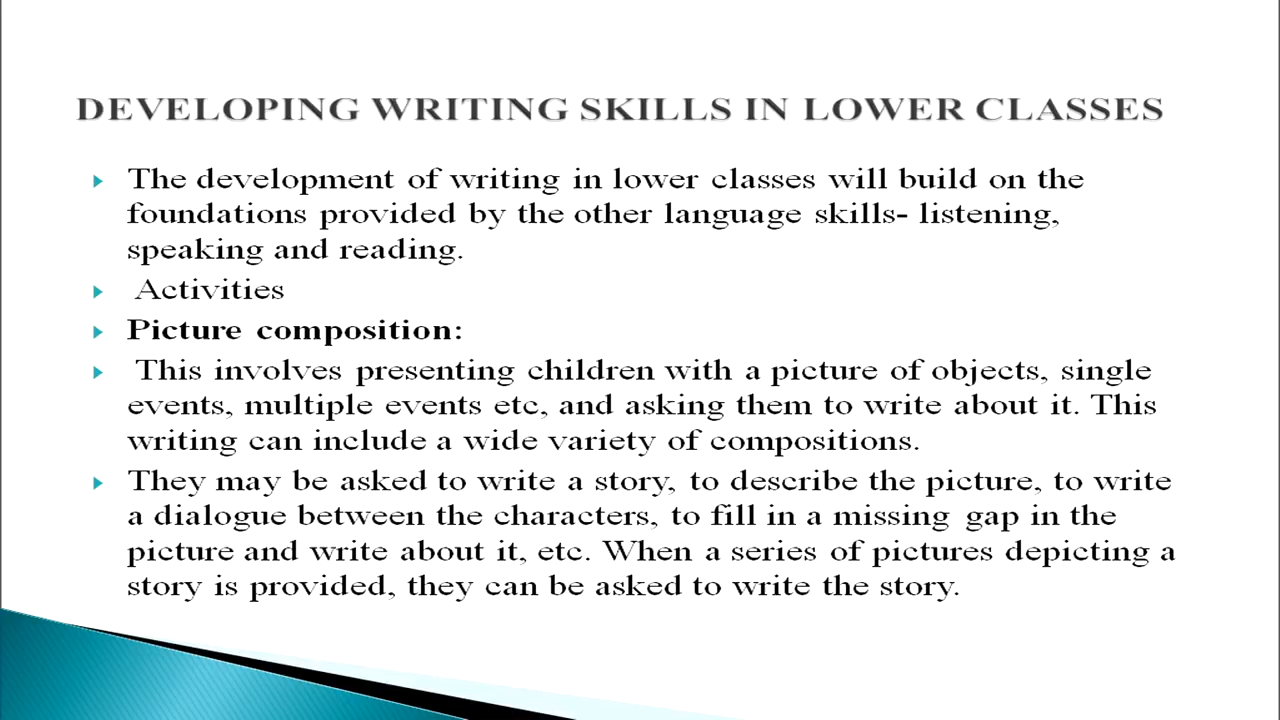 DEVELOPING WRITING SKILLS IN LOWER CLASSES
The development of writing in lower classes will build on the
foundations provided by the other language skills- listening,
speaking and reading.
Activities
Picture composition:
This involves presenting children with a picture of objects, single
events, multiple events etc, and asking them to write about it. This
writing can include a wide variety of compositions.
They may be asked to write a story, to describe the picture, to write
a dialogue between the characters, to fill in a missing gap in the
picture and write about it, etc. When a series of pictures depicting a
story is provided, they can be asked to write the story.